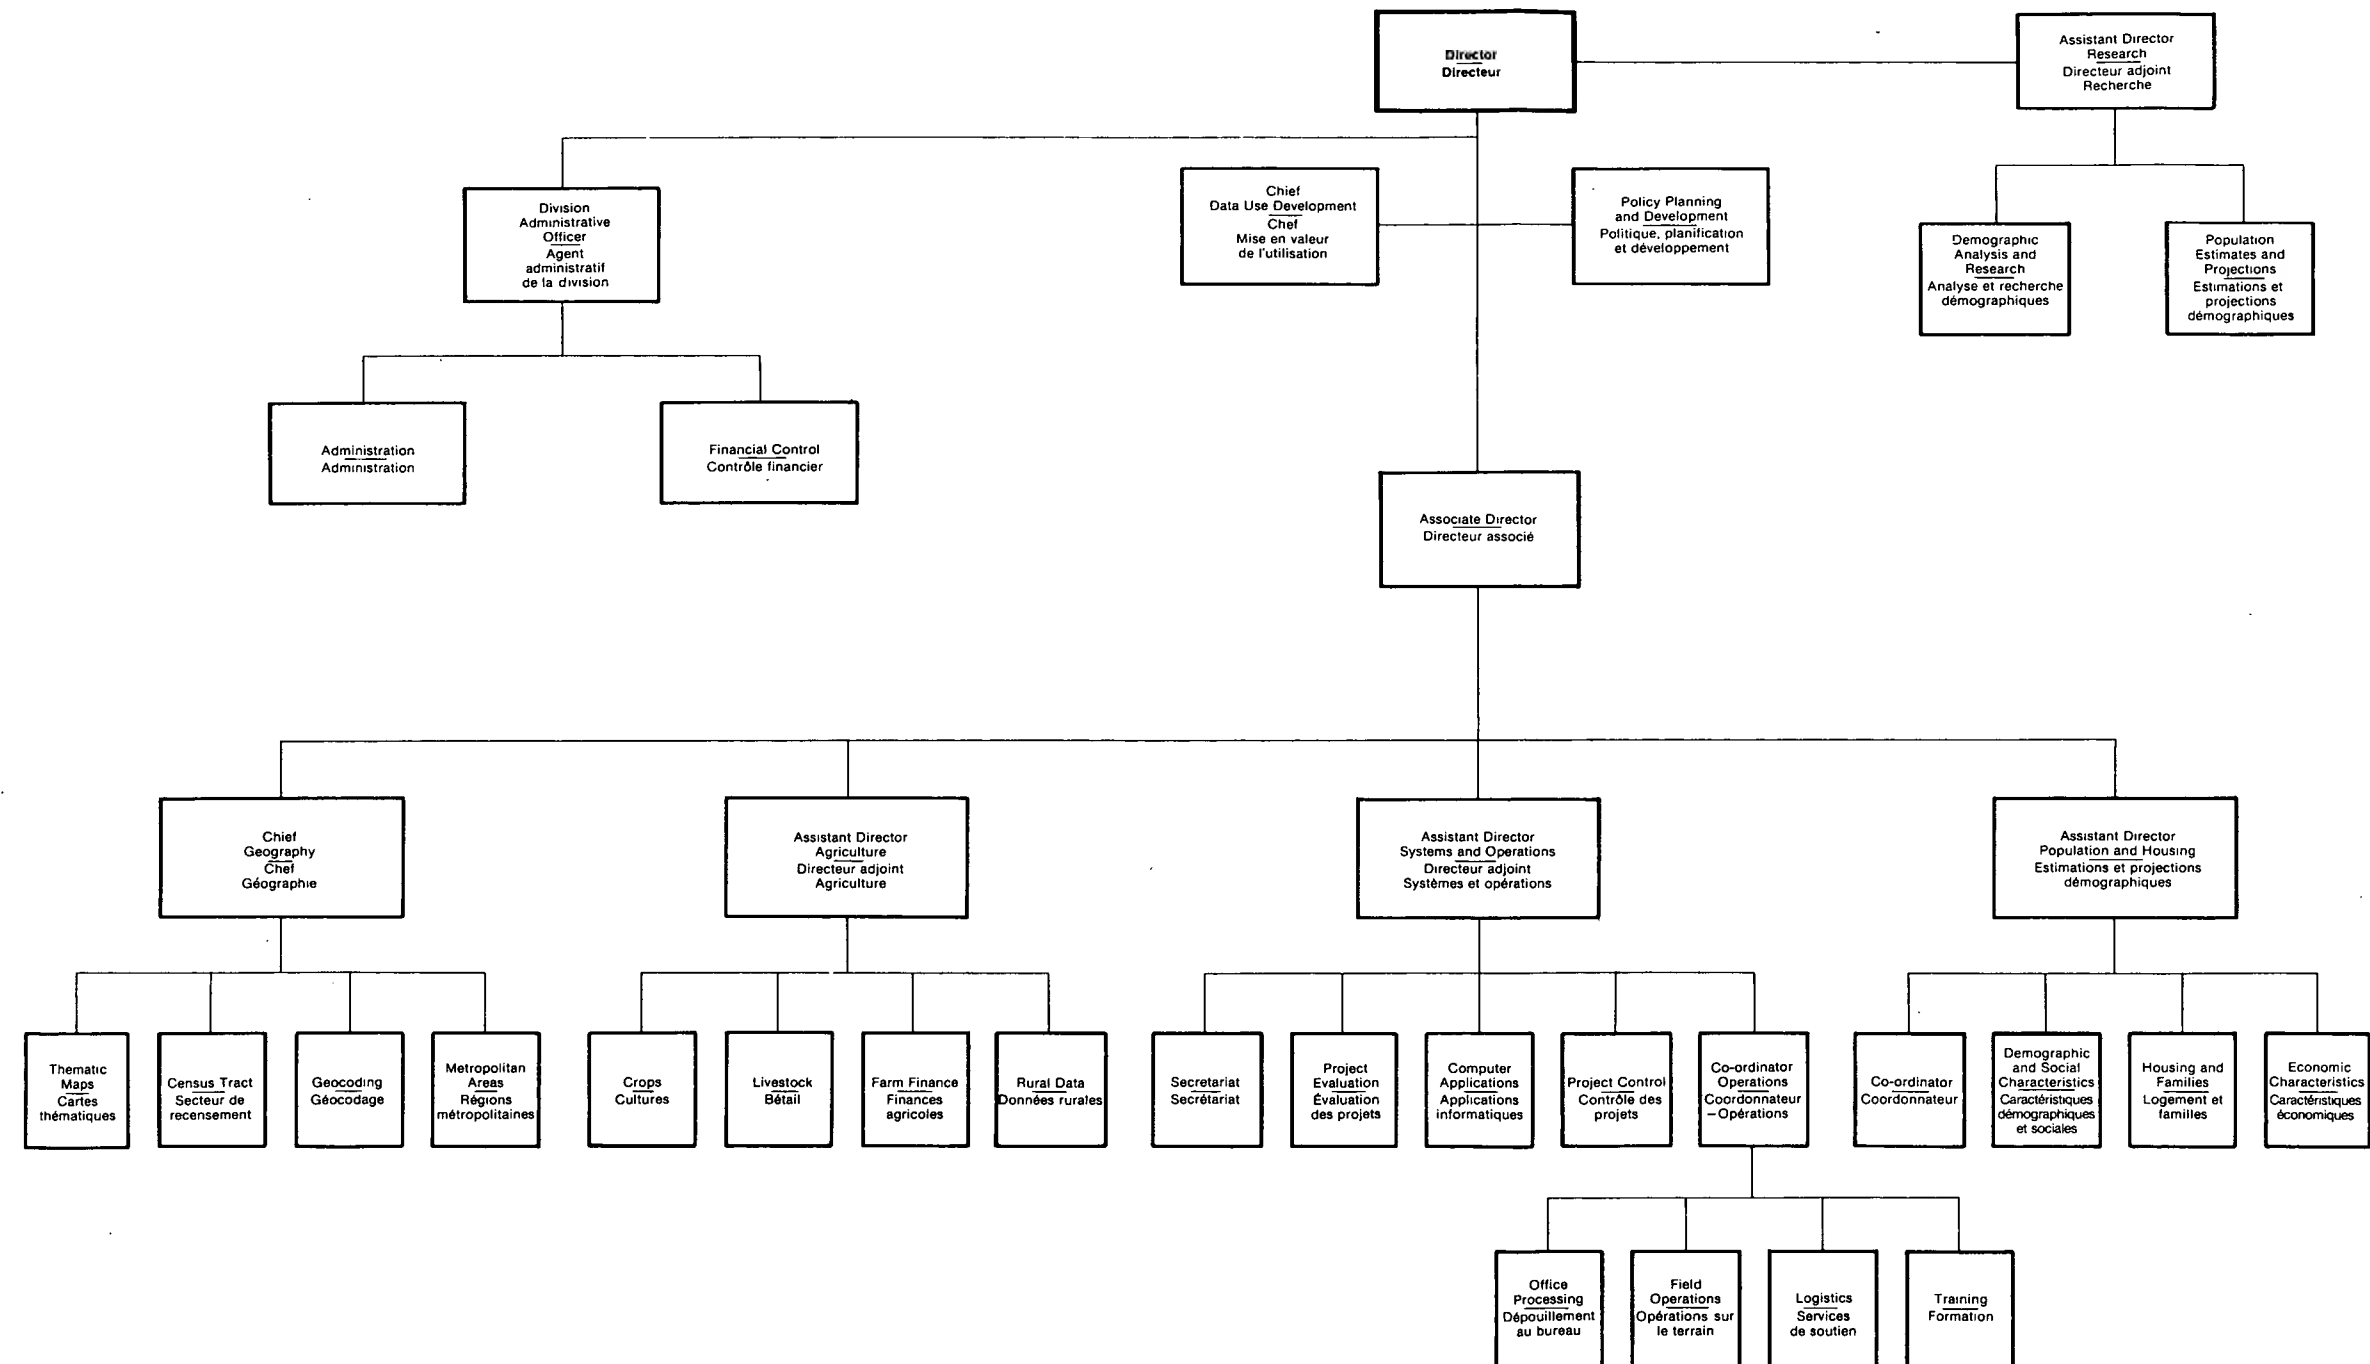 Director
Directeur
Assistant Director
Research
Directeur adjoint
Recherche
Division
Administrative
Officer
Agent
administratif
de la division
Chief
Data Use Development
Chef
Mise en valeur
de l'utilisation
Policy Planning
and Development
Politique, planification
et développement
Demographic
Analysis and
Research
Analyse et recherche
démographiques
Population
Estimates and
Projections
Estimations et
projections
démographiques
Administration
Administration
Financial Control
Contrôle financier
Associate Director
Directeur associé
Chief
Geography
Chef
Géographie
Assistant Director
Agriculture
Directeur adjoint
Agriculture
Assistant Director
Systems and Operations
Directeur adjoint
Systèmes et opérations
Assistant Director
Population and Housing
Estimations et projections
démographiques
Thematic
Maps
Cartes
thématiques
Census Tract
Secteur de
recensement
Geocoding
Géocodage
Metropolitan
Areas
Régions
métropolitaines
Crops
Cultures
Livestock
Bétail
Farm Finance
Finances
agricoles
Rural Data
Données rurales
Secretariat
Secrétariat
Project
Evaluation
Évaluation
des projets
Computer
Applications
Applications
informatiques
Project Control
Contrôle des
projets
Co-ordinator
Operations
Coordonnateur
–Opérations
Co-ordinator
Coordonnateur
Demographic
and Social
Characteristics
Caractéristiques
démographiques
et sociales
Housing and
Families
Logement et
familles
Economic
Characteristics
Caractéristiques
économiques
Office
Processing
Dépouillement
au bureau
Field
Operations
Opérations sur
le terrain
Logistics
Services
de soutien
Training
Formation